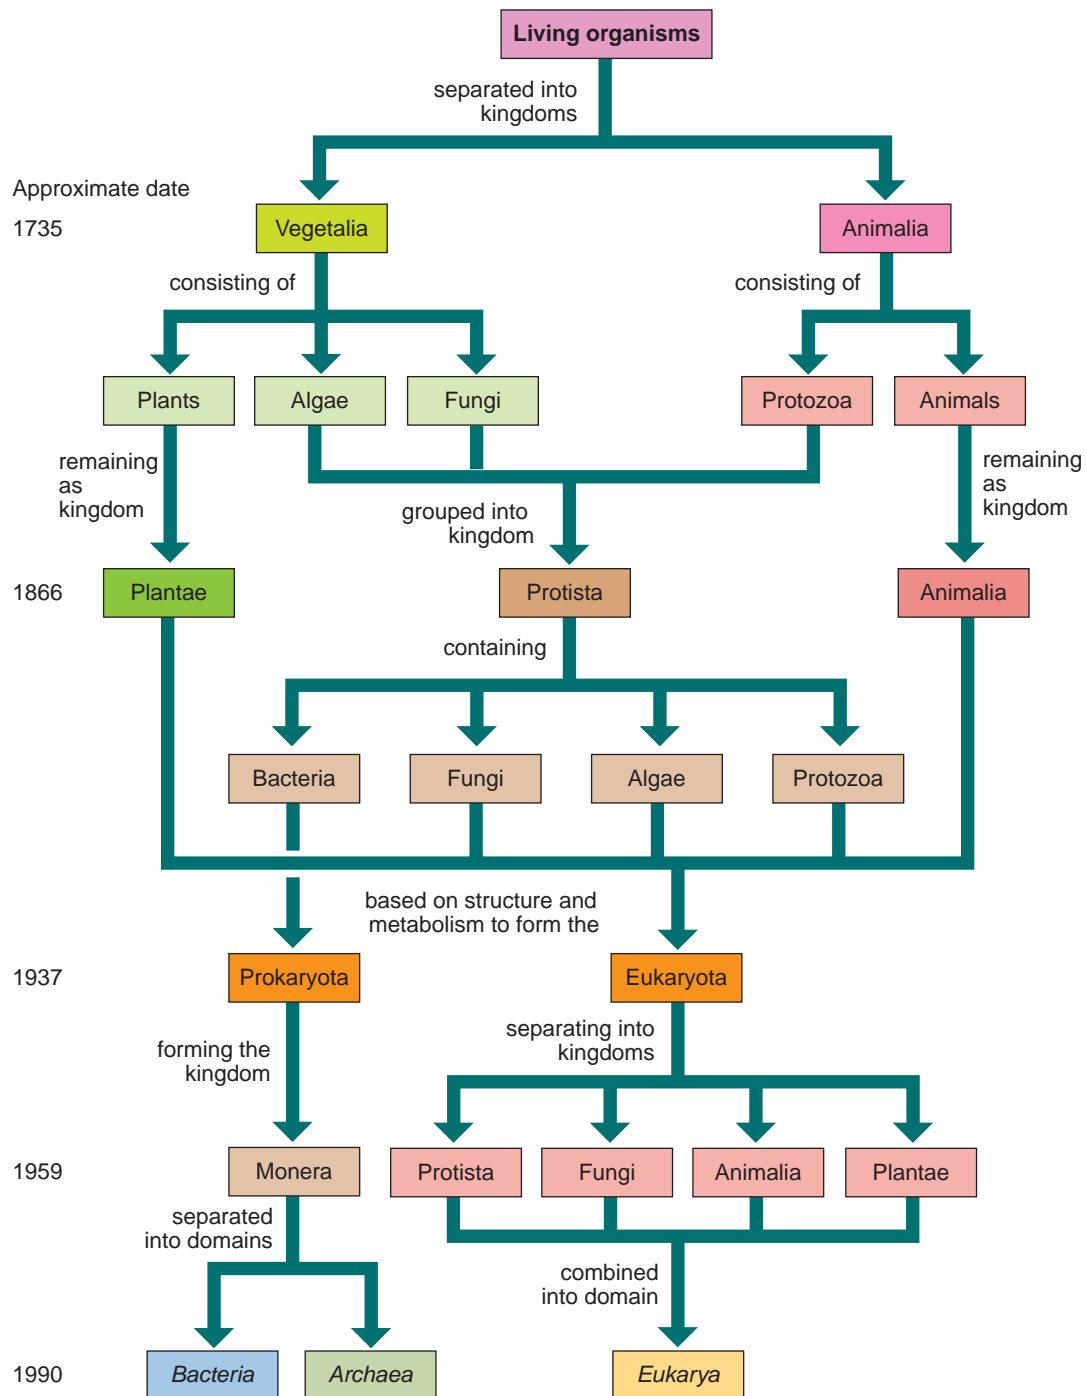 Living organisms
separated into
kingdoms
Approximate date
1735
Vegetalia
Animalia
consisting of
consisting of
Plants
Algae
Fungi
Protozoa
Animals
remaining
as
kingdom
grouped into
kingdom
remaining
as
kingdom
1866
Plantae
Protista
Animalia
containing
Bacteria
Fungi
Algae
Protozoa
based on structure and
metabolism to form the
1937
Prokaryota
Eukaryota
forming the
kingdom
separating into
kingdoms
1959
Monera
Protista
Fungi
Animalia
Plantae
separated
into domains
combined
into domain
1990
Bacteria
Archaea
Eukarya